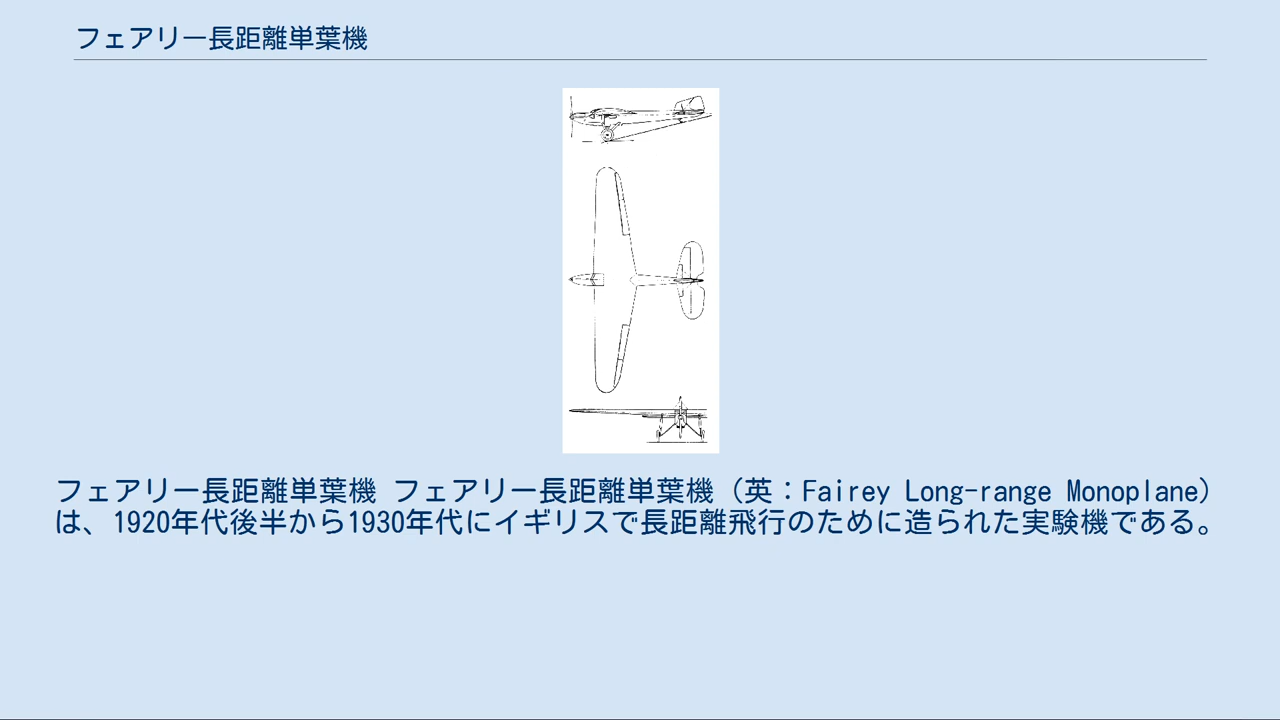 フェアリー長距離単葉機
フェアリー長距離単葉機 フェアリー長距離単葉機（英：Fairey Long-range Monoplane）
は、1920年代後半から1930年代にイギリスで長距離飛行のために造られた実験機である。